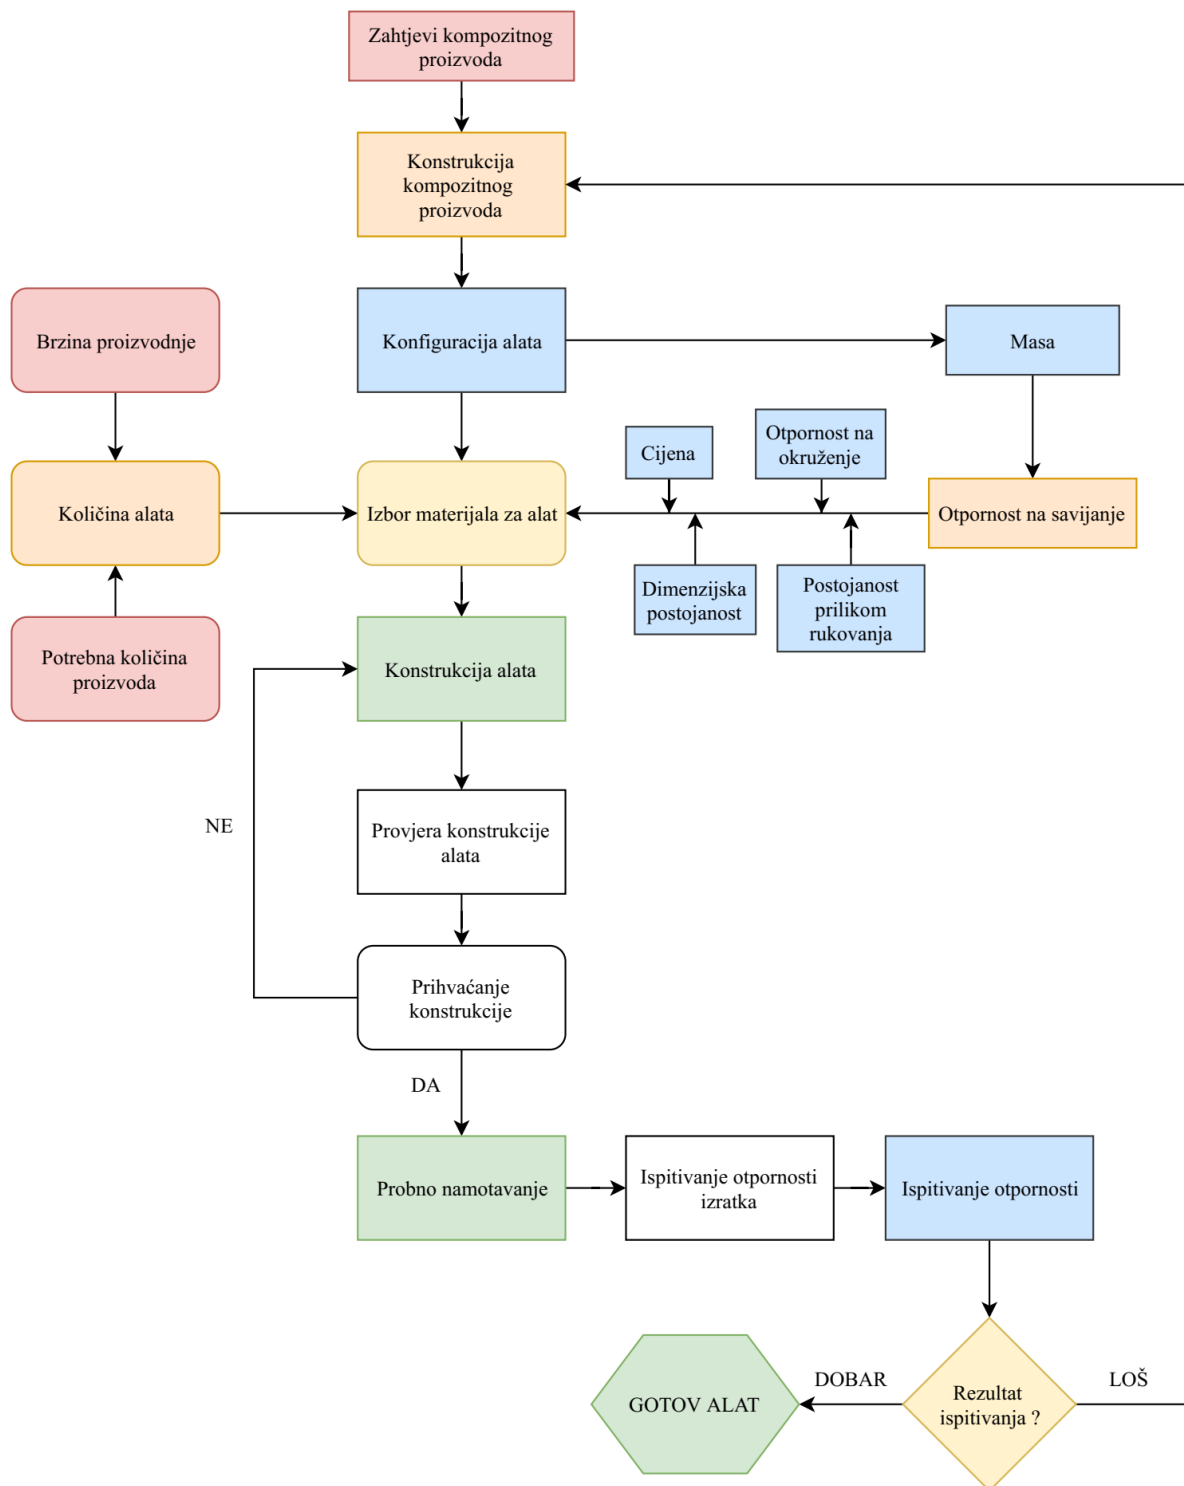 Zahtjevi kompozitnog
proizvoda
Konstrukcija
kompozitnog
proizvoda
Brzina proizvodnje
Konfiguracija alata
Masa
Cijena
Otpornost na
okruženje
Količina alata
Izbor materijala za alat
Otpornost na savijanje
Dimenzijska
postojanost
Postojanost
prilikom
rukovanja
Potrebna količina
proizvoda
Konstrukcija alata
NE
Provjera konstrukcije
alata
Prihvaćanje
konstrukcije
DA
Probno namotavanje
Ispitivanje otpornosti
izratka
Ispitivanje otpornosti
GOTOV ALAT
DOBAR
Rezultat
ispitivanja ?
LOŠ